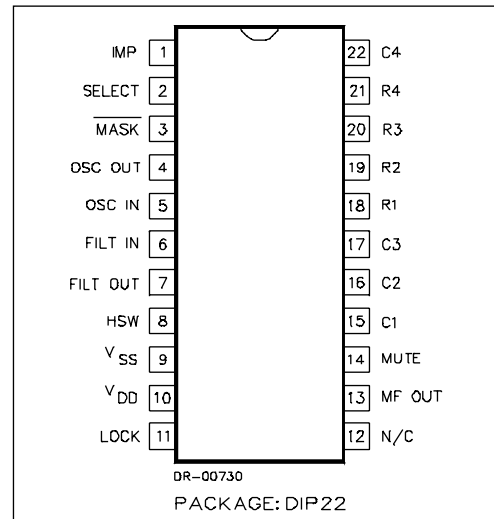 IMP 1 22 C4
SELECT 2 21 R4
MASK 3 20 R3
OSC OUT 4 19 R2
OSC IN 5 18 R1
FILT IN 6 17 C3
FILT OUT 7 16 C2
HSW 8 15 C1
VSS 9 14 MUTE
VDD 10 13 MF OUT
LOCK 11 12 N/C
DR-00730
PACKAGE: DIP22